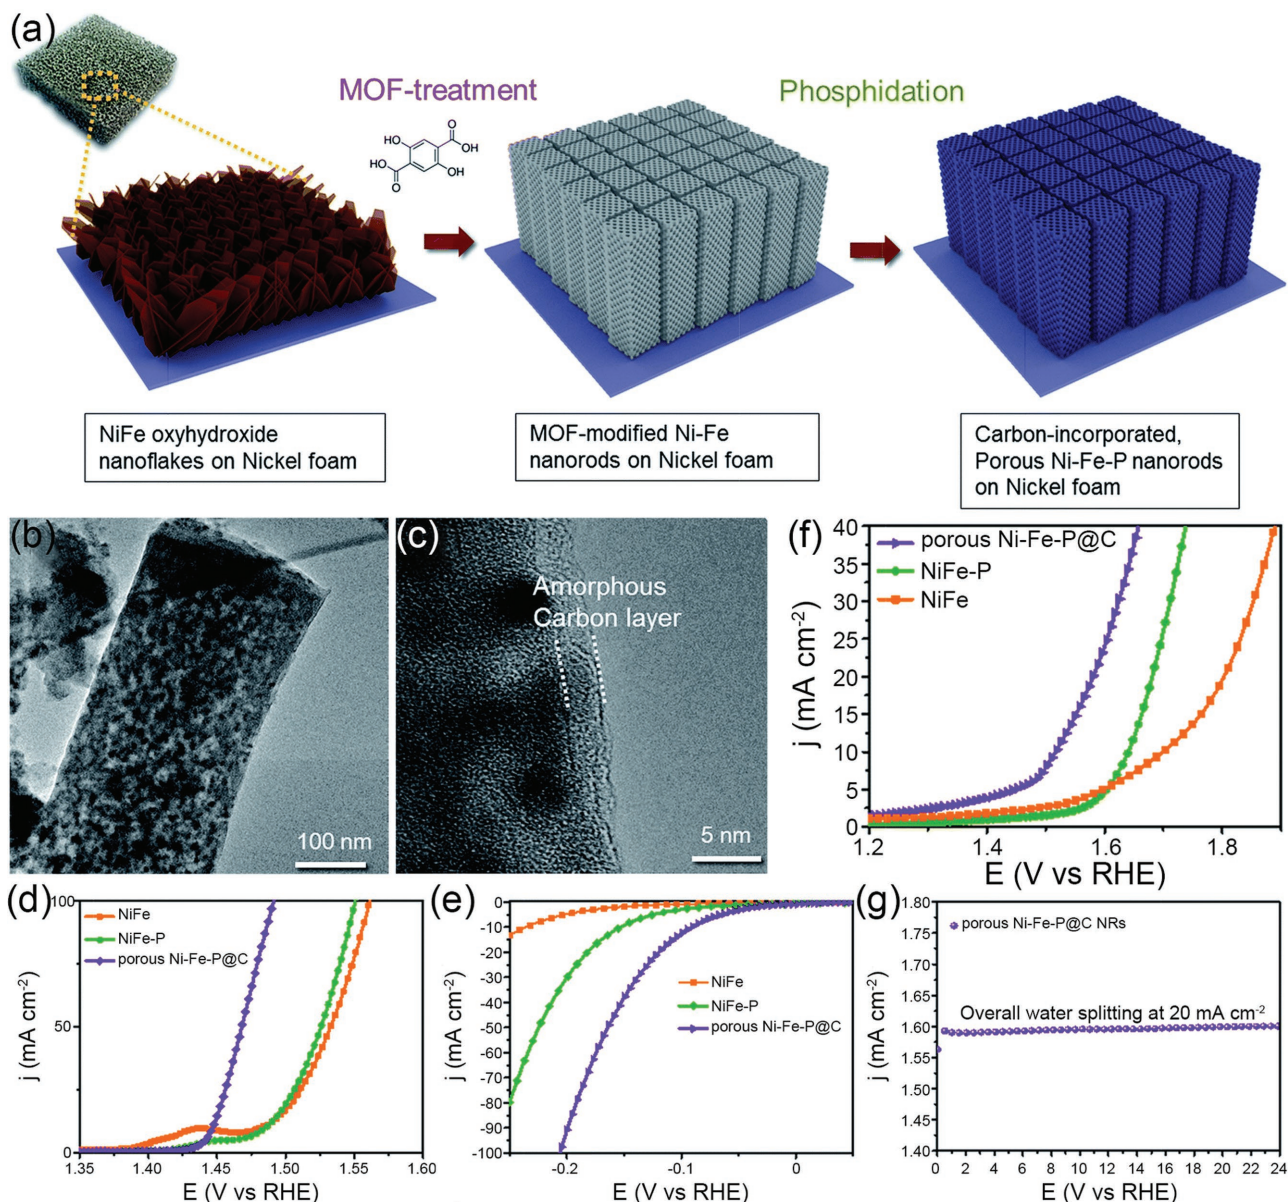 (a)
MOF-treatment
Phosphidation
OH
O
HO
OH
O
HO
NiFe oxyhydroxide
nanoflakes on Nickel foam
MOF-modified Ni-Fe
nanorods on Nickel foam
Carbon-incorporated,
Porous Ni-Fe-P nanorods
on Nickel foam
(b)
100 nm
(c)
Amorphous
Carbon layer
5 nm
(f)
porous Ni-Fe-P@C
NiFe-P
NiFe
40
35
30
25
20
15
10
5
0
j (mA cm-2)
1.2 1.4 1.6 1.8
E (V vs RHE)
(d)
NiFe
NiFe-P
porous Ni-Fe-P@C
100
50
0
j (mA cm-2)
1.35 1.40 1.45 1.50 1.55 1.60
E (V vs RHE)
(e)
NiFe
NiFe-P
porous Ni-Fe-P@C
0
-10
-20
-30
-40
-50
-60
-70
-80
-90
-100
j (mA cm-2)
-0.2 -0.1 0
E (V vs RHE)
(g)
porous Ni-Fe-P@C NRs
Overall water splitting at 20 mA cm-2
1.80
1.75
1.70
1.65
1.60
1.55
1.50
1.45
1.40
j (mA cm-2)
0 2 4 6 8 10 12 14 16 18 20 22 24
E (V vs RHE)